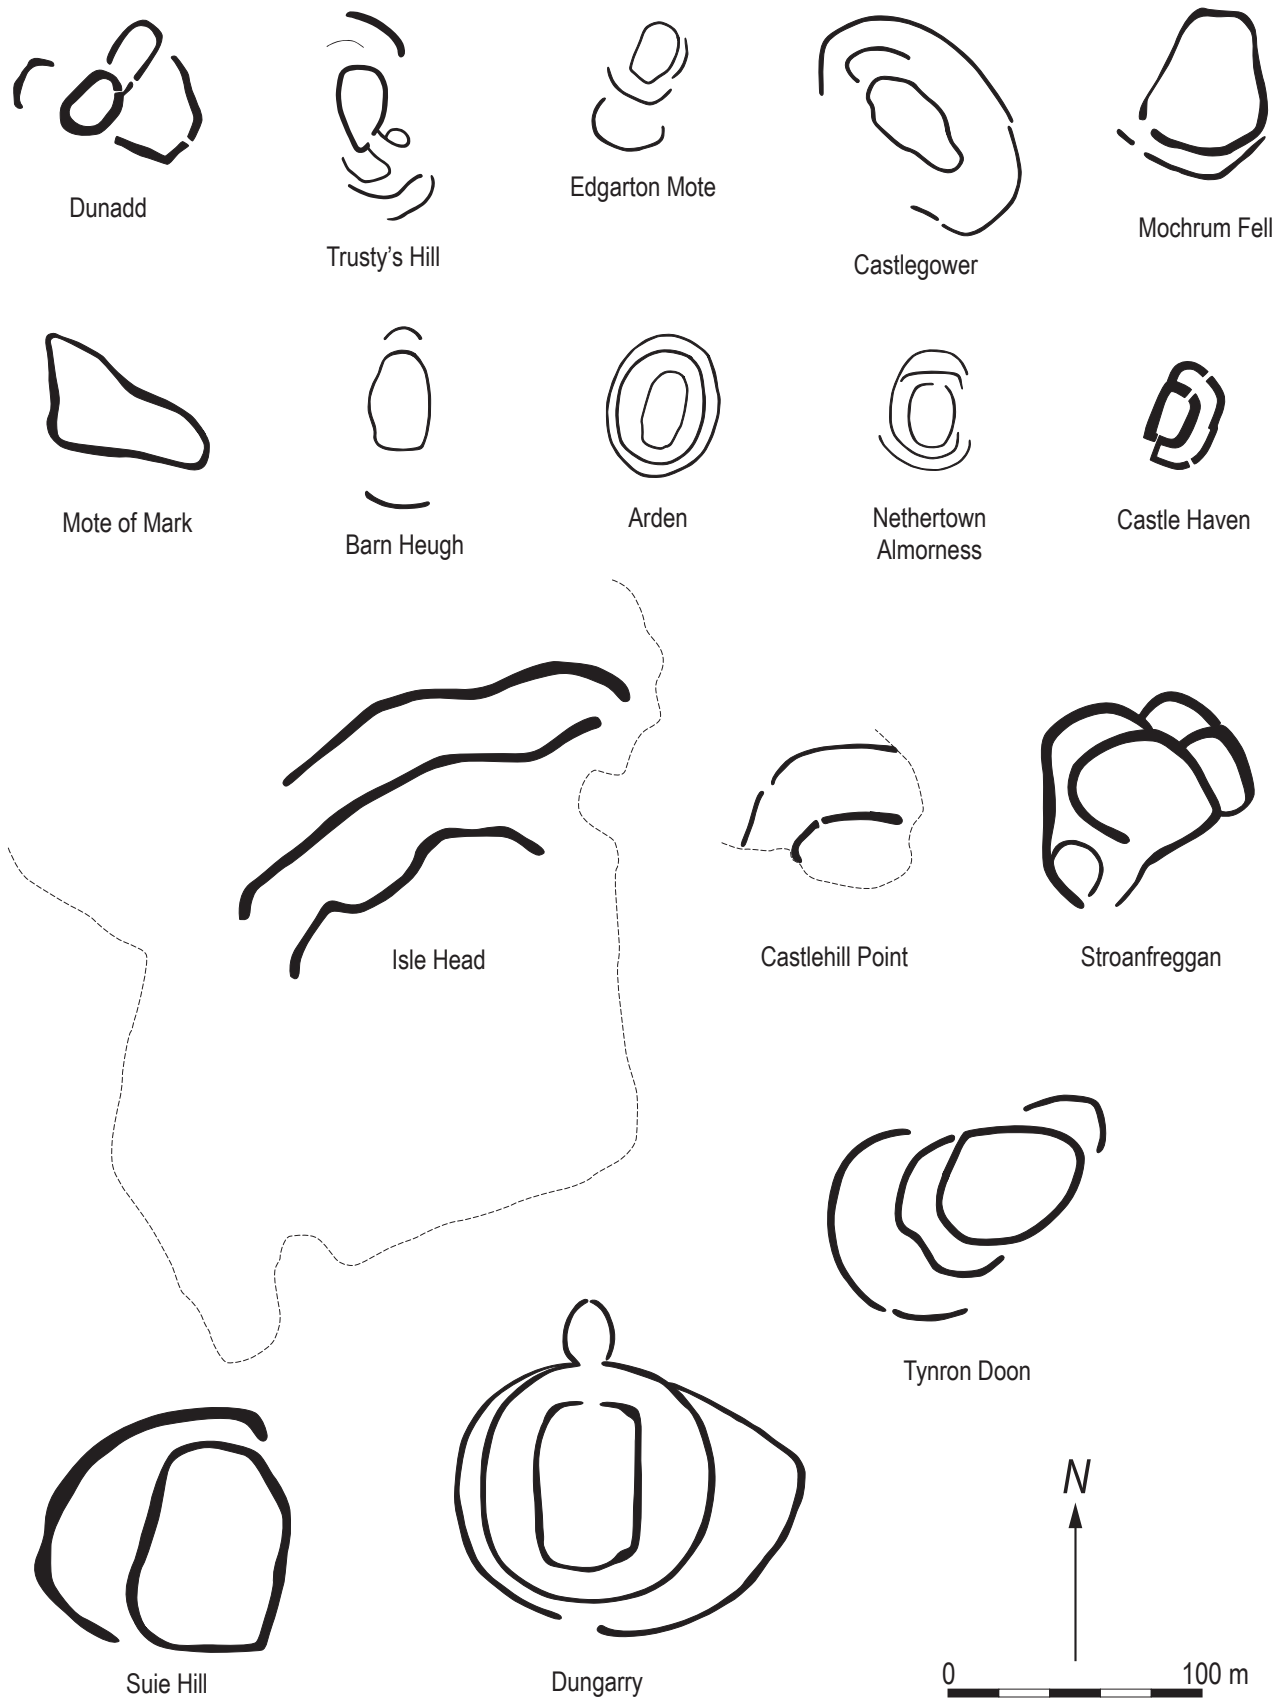 Dunadd
Trusty's Hill
Edgarton Mote
Castlegower
Mochrum Fell
Mote of Mark
Barn Heugh
Arden
Nethertown
Almorness
Castle Haven
Isle Head
Castlehill Point
Stroanfreggan
Tynron Doon
Suie Hill
Dungarry
N
0 100 m